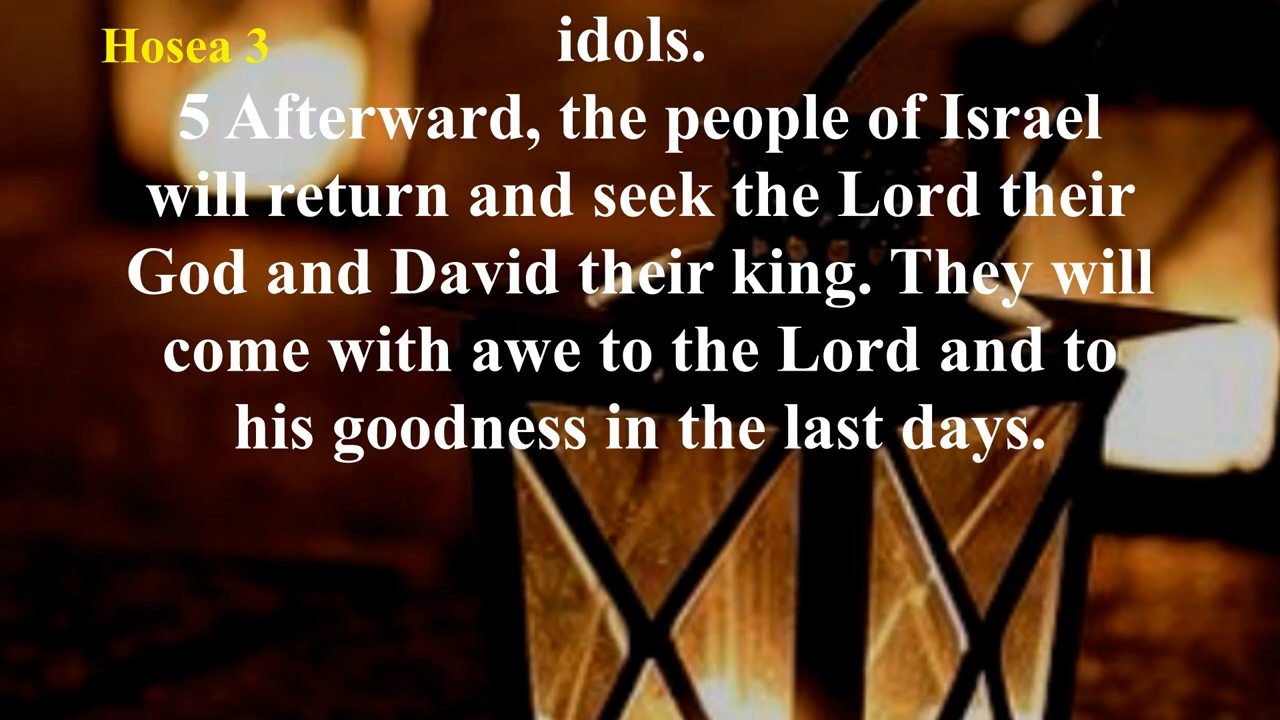 Hosea 3
idols.
5 Afterward, the people of Israel
will return and seek the Lord their
God and David their king. They will
come with awe to the Lord and to
his goodness in the last days.